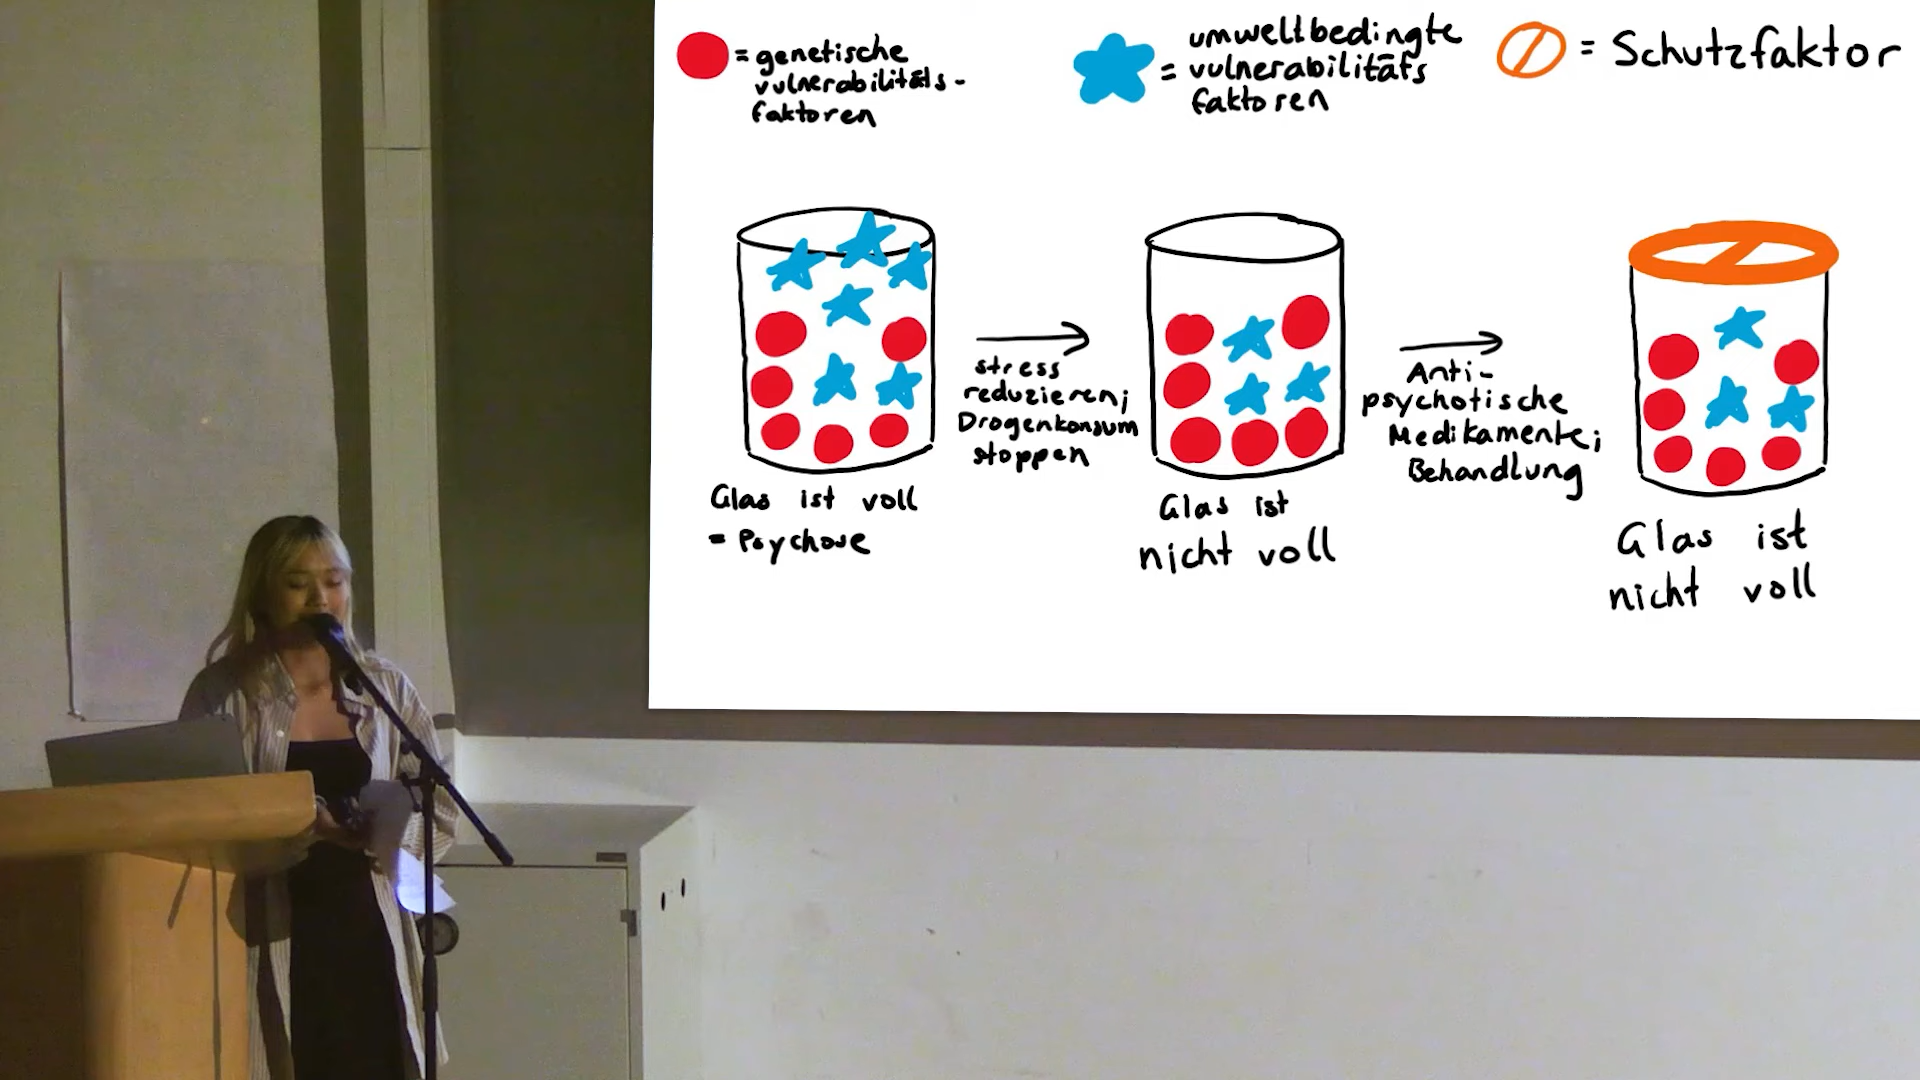 = genetische
vulnerabilitäts-
faktoren
umweltbedingte
= vulnerabilitäts
faktoren
= Schutzfaktor
stress
reduzieren;
Drogenkonsum
stoppen
Anti-
psychotische
Medikamente;
Behandlung
Glas ist voll
= Psychose
Glas ist
nicht voll
Glas ist
nicht voll